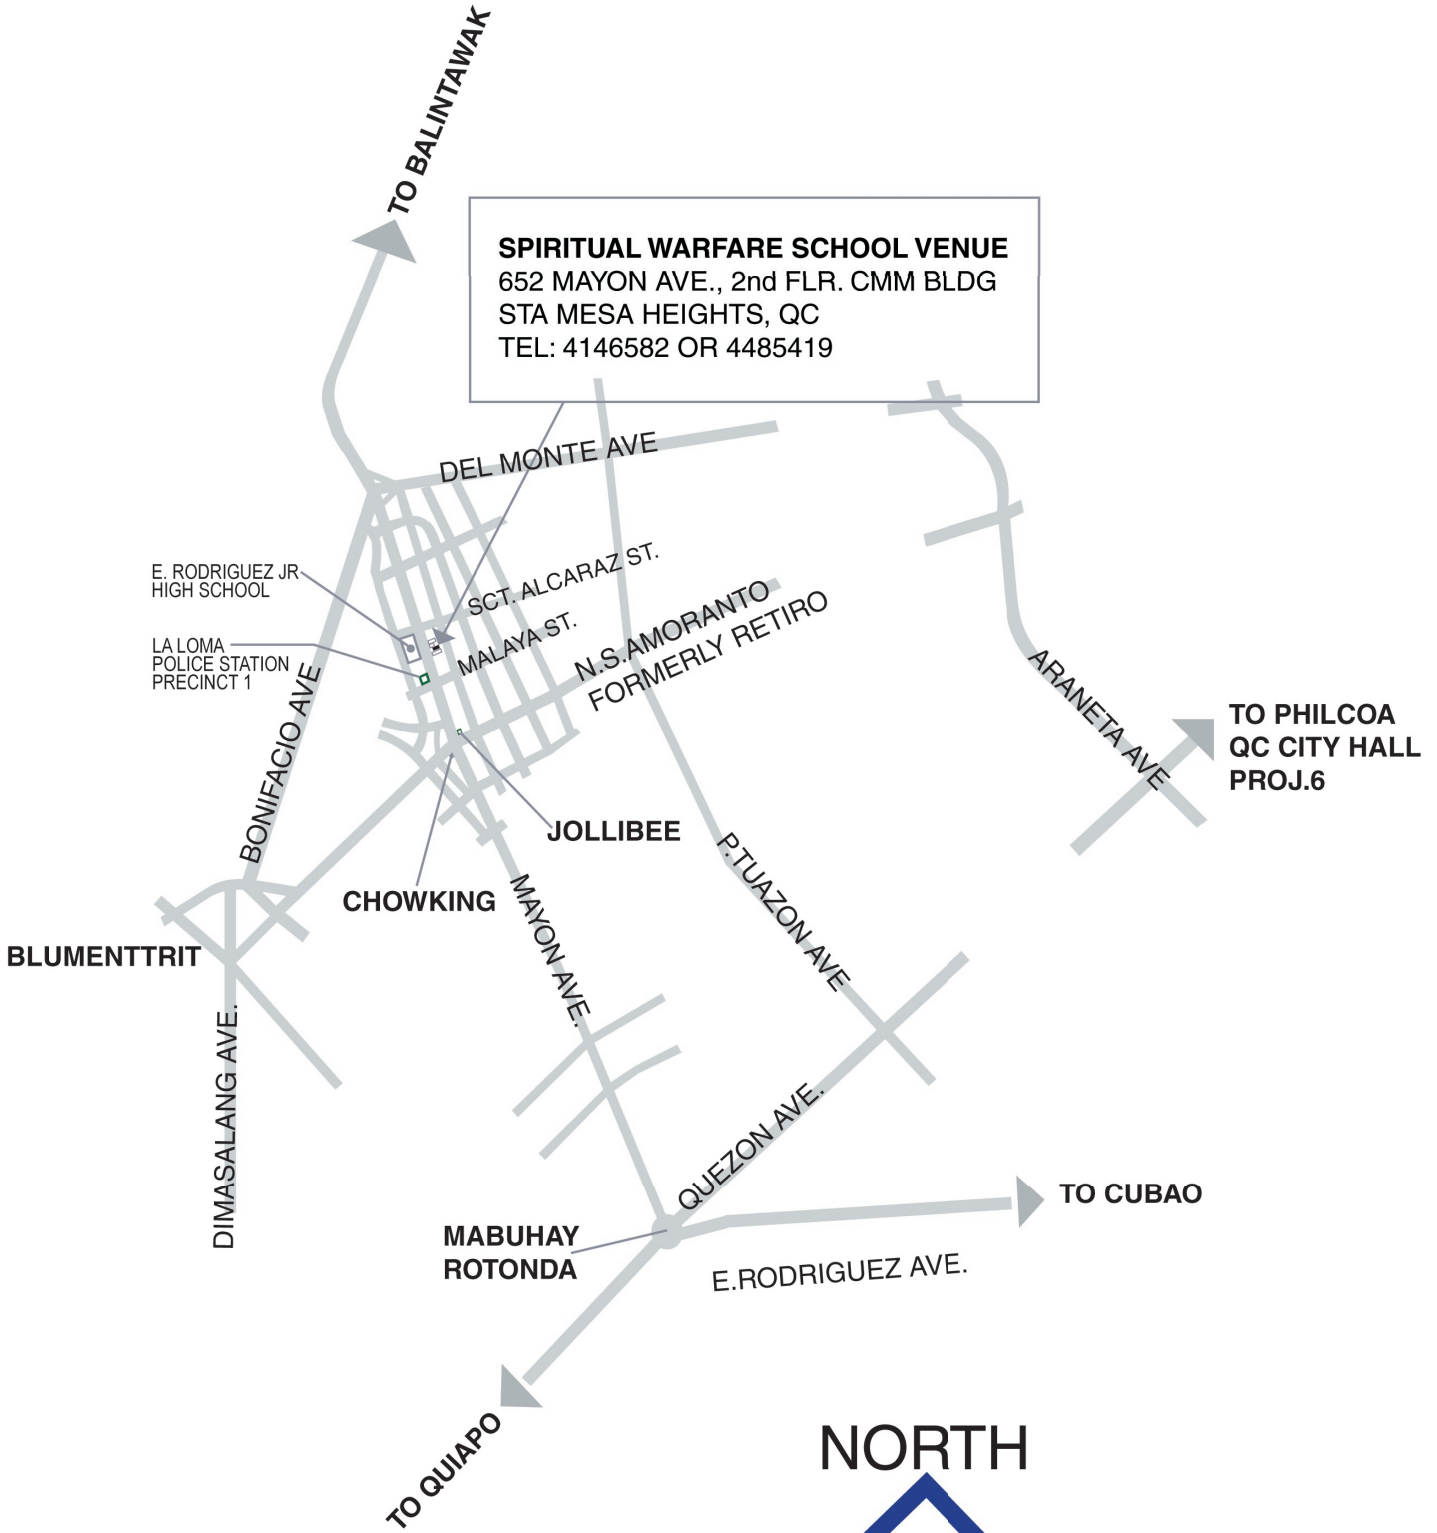 TO BALINTAWAK
SPIRITUAL WARFARE SCHOOL VENUE
652 MAYON AVE., 2nd FLR. CMM BLDG
STA MESA HEIGHTS, QC
TEL: 4146582 OR 4485419
DEL MONTE AVE
SCT. ALCARAZ ST.
E. RODRIGUEZ JR
HIGH SCHOOL
MALAYA ST.
N.S.AMORANTO
FORMERLY RETIRO
LA LOMA
POLICE STATION
PRECINCT 1
BONIFACIO AVE
ARANETA AVE
TO PHILCOA
QC CITY HALL
PROJ.6
JOLLIBEE
CHOWKING
P.TUAZON AVE
MAYON AVE.
BLUMENTTRIT
DIMASALANG AVE.
QUEZON AVE.
TO CUBAO
MABUHAY
ROTONDA
E.RODRIGUEZ AVE.
TO QUIAPO
NORTH